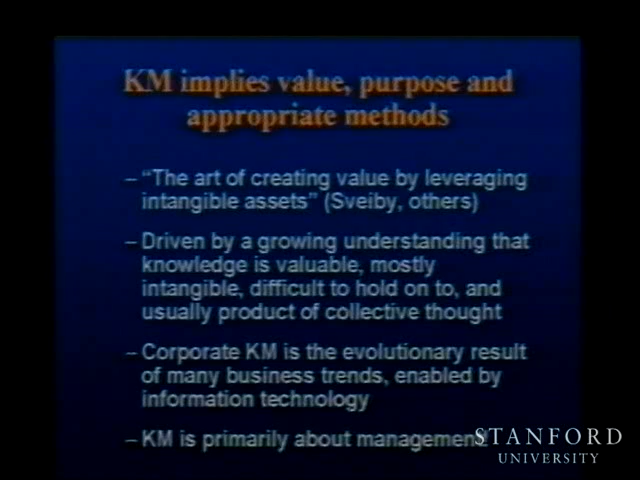 KM implies value, purpose and
appropriate methods
– “The art of creating value by leveraging
intangible assets” (Sveiby, others)
– Driven by a growing understanding that
knowledge is valuable, mostly
intangible, difficult to hold on to, and
usually product of collective thought
– Corporate KM is the evolutionary result
of many business trends, enabled by
information technology
– KM is primarily about management
STANFORD
UNIVERSITY